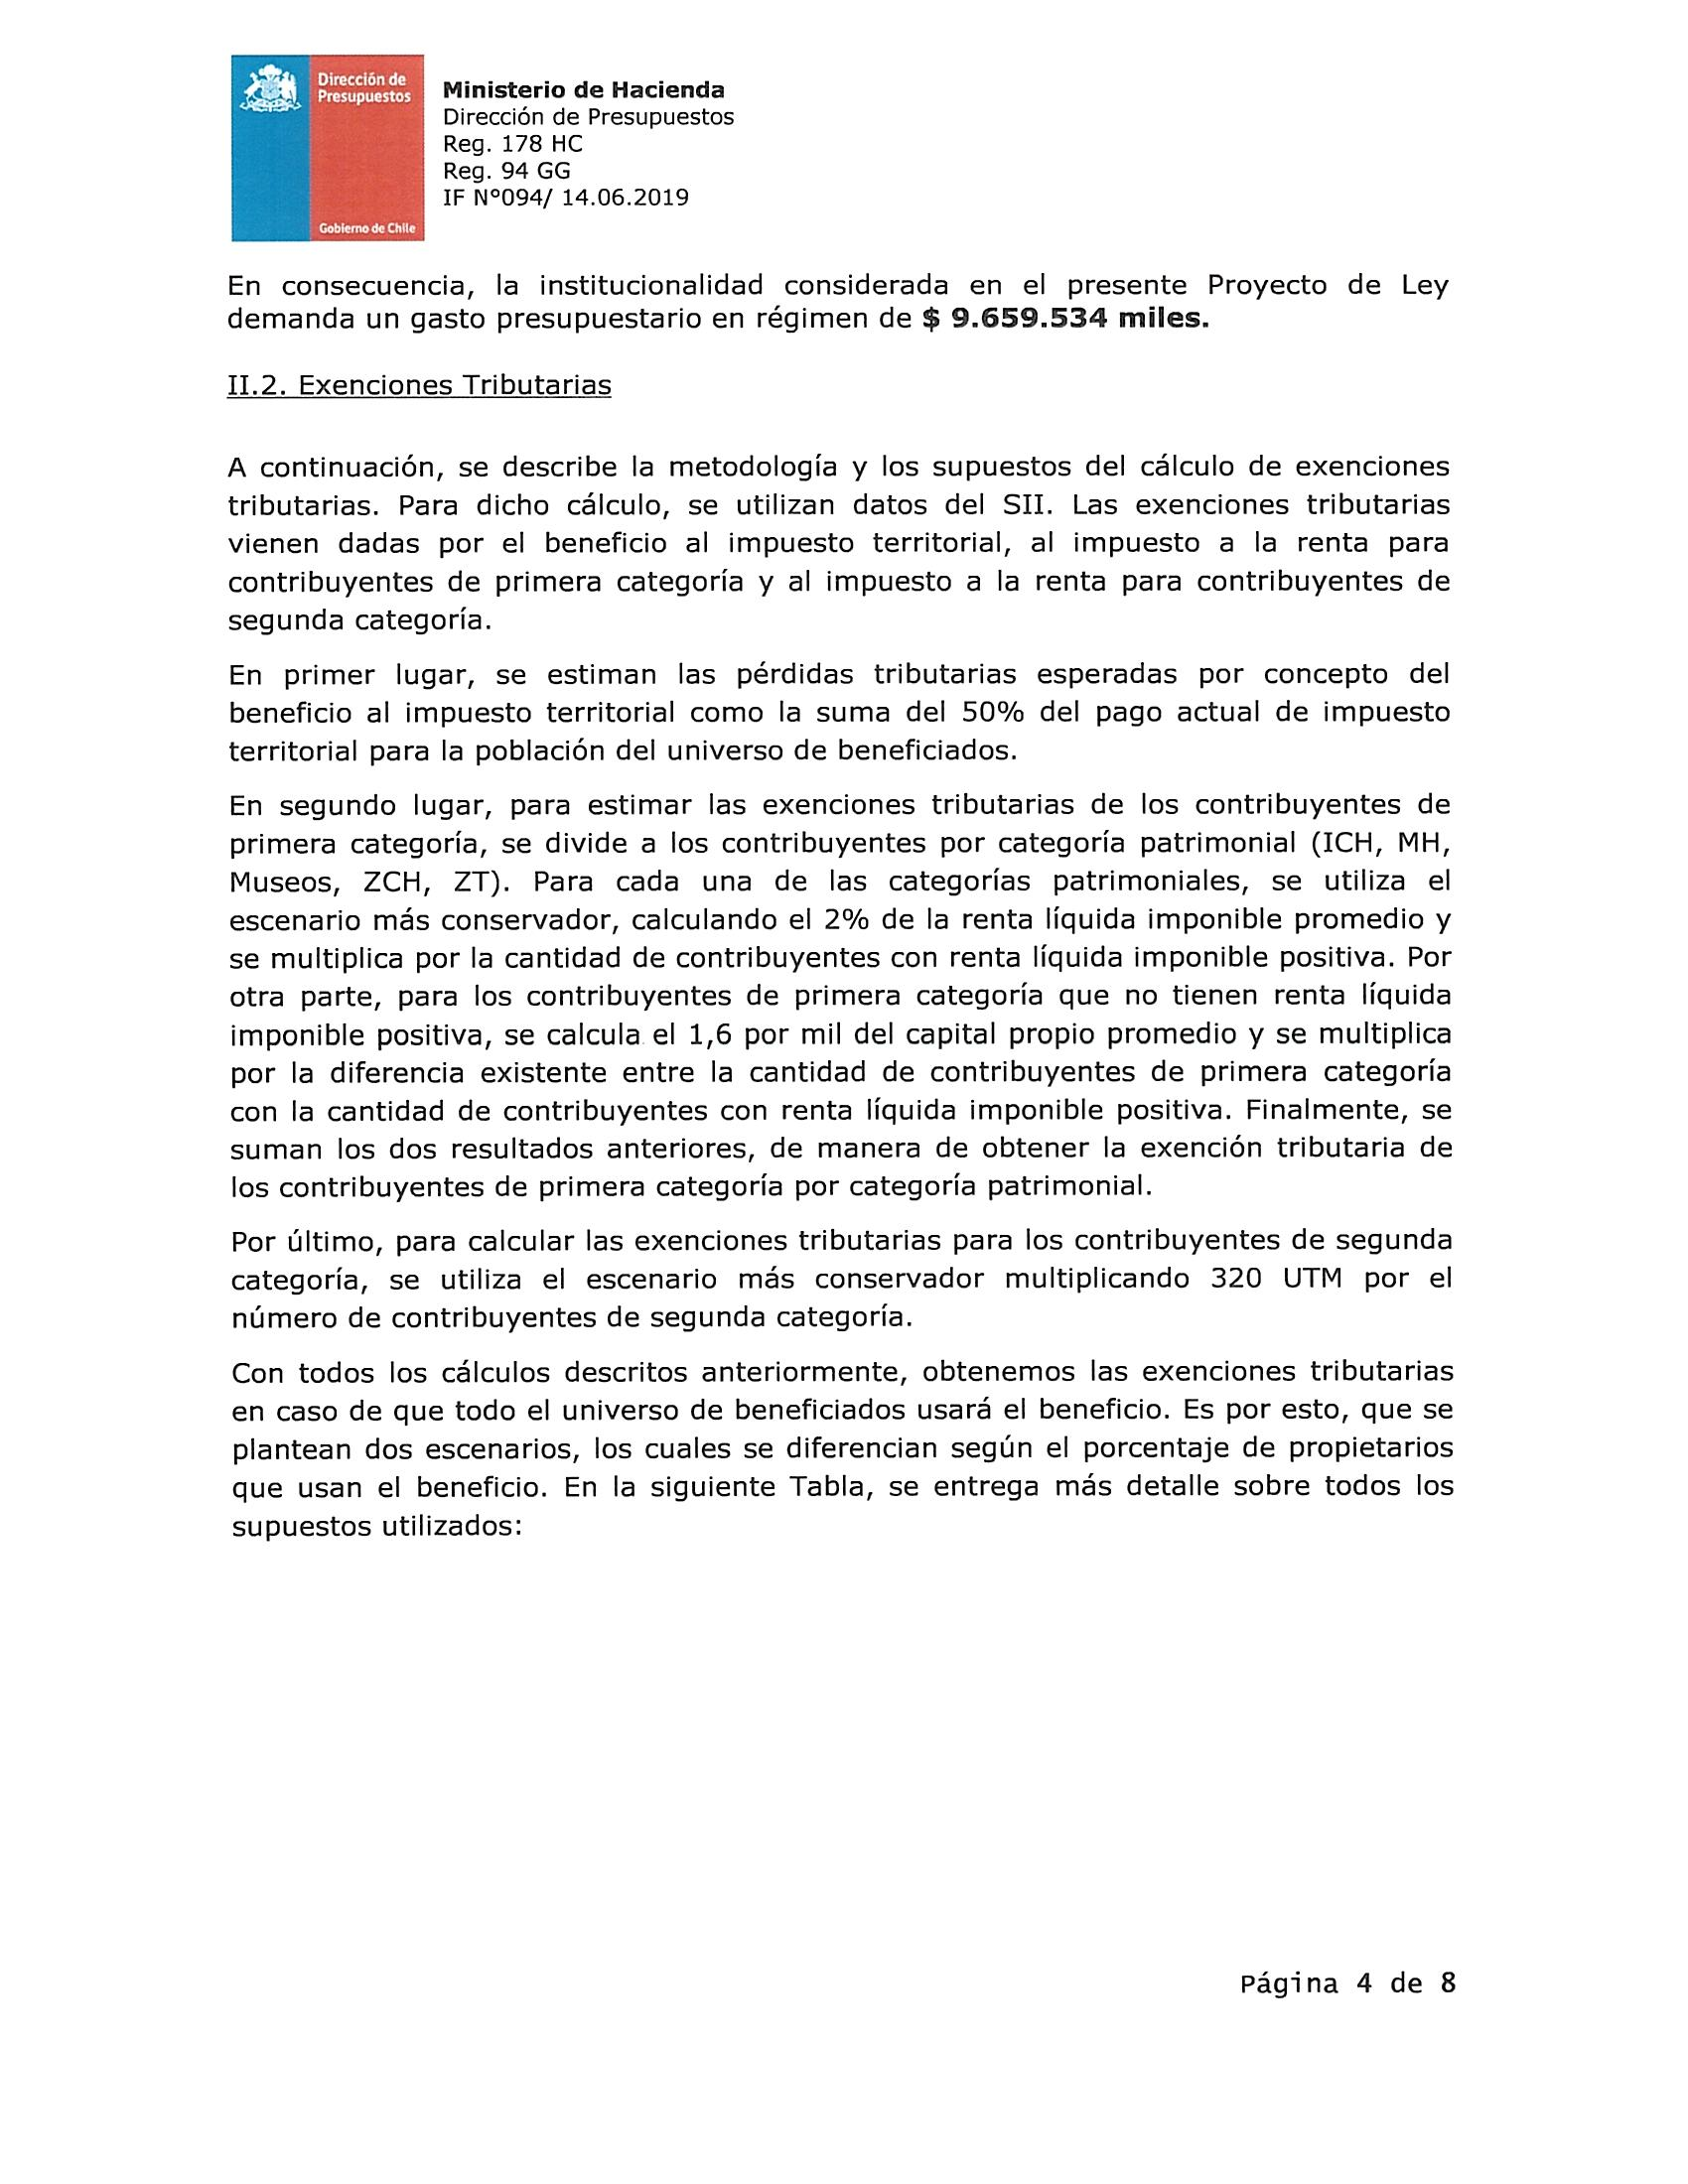 Dirección de
Presupuestos
Gobierno de Chile
Ministerio de Hacienda
Dirección de Presupuestos
Reg. 178 HC
Reg. 94 GG
IF N°094/ 14.06.2019
En consecuencia, la institucionalidad considerada en el presente Proyecto de Ley
demanda un gasto presupuestario en régimen de $ 9.659.534 miles.
II.2. Exenciones Tributarias
A continuación, se describe la metodología y los supuestos del cálculo de exenciones
tributarias. Para dicho cálculo, se utilizan datos del SII. Las exenciones tributarias
vienen dadas por el beneficio al impuesto territorial, al impuesto a la renta para
contribuyentes de primera categoría y al impuesto a la renta para contribuyentes de
segunda categoría.
En primer lugar, se estiman las pérdidas tributarias esperadas por concepto del
beneficio al impuesto territorial como la suma del 50% del pago actual de impuesto
territorial para la población del universo de beneficiados.
En segundo lugar, para estimar las exenciones tributarias de los contribuyentes de
primera categoría, se divide a los contribuyentes por categoría patrimonial (ICH, MH,
Museos, ZCH, ZT). Para cada una de las categorías patrimoniales, se utiliza el
escenario más conservador, calculando el 2% de la renta líquida imponible promedio y
se multiplica por la cantidad de contribuyentes con renta líquida imponible positiva. Por
otra parte, para los contribuyentes de primera categoría que no tienen renta líquida
imponible positiva, se calcula el 1,6 por mil del capital propio promedio y se multiplica
por la diferencia existente entre la cantidad de contribuyentes de primera categoría
con la cantidad de contribuyentes con renta líquida imponible positiva. Finalmente, se
suman los dos resultados anteriores, de manera de obtener la exención tributaria de
los contribuyentes de primera categoría por categoría patrimonial.
Por último, para calcular las exenciones tributarias para los contribuyentes de segunda
categoría, se utiliza el escenario más conservador multiplicando 320 UTM por el
número de contribuyentes de segunda categoría.
Con todos los cálculos descritos anteriormente, obtenemos las exenciones tributarias
en caso de que todo el universo de beneficiados usará el beneficio. Es por esto, que se
plantean dos escenarios, los cuales se diferencian según el porcentaje de propietarios
que usan el beneficio. En la siguiente Tabla, se entrega más detalle sobre todos los
supuestos utilizados:
Página 4 de 8